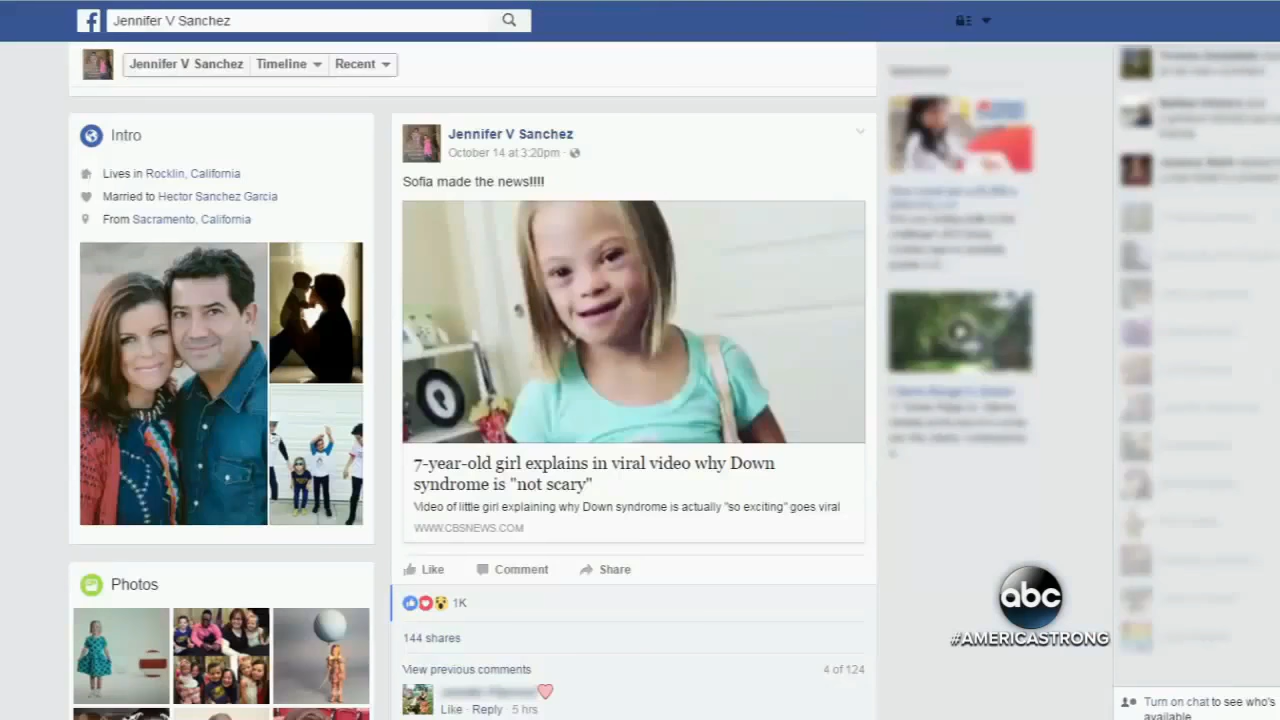 Jennifer V Sanchez
Jennifer V Sanchez
Timeline
Recent
Intro
Lives in Rocklin, California
Married to Hector Sanchez Garcia
From Sacramento, California
Photos
Jennifer V Sanchez
October 14 at 3:20pm ·
Sofia made the news!!!!
7-year-old girl explains in viral video why Down
syndrome is "not scary"
Video of little girl explaining why Down syndrome is actually "so exciting" goes viral
WWW.CBSNEWS.COM
Like
Comment
Share
1K
144 shares
View previous comments
4 of 124
Like · Reply · 5 hrs
abc
#AMERICASTRONG
Turn on chat to see who's
available.